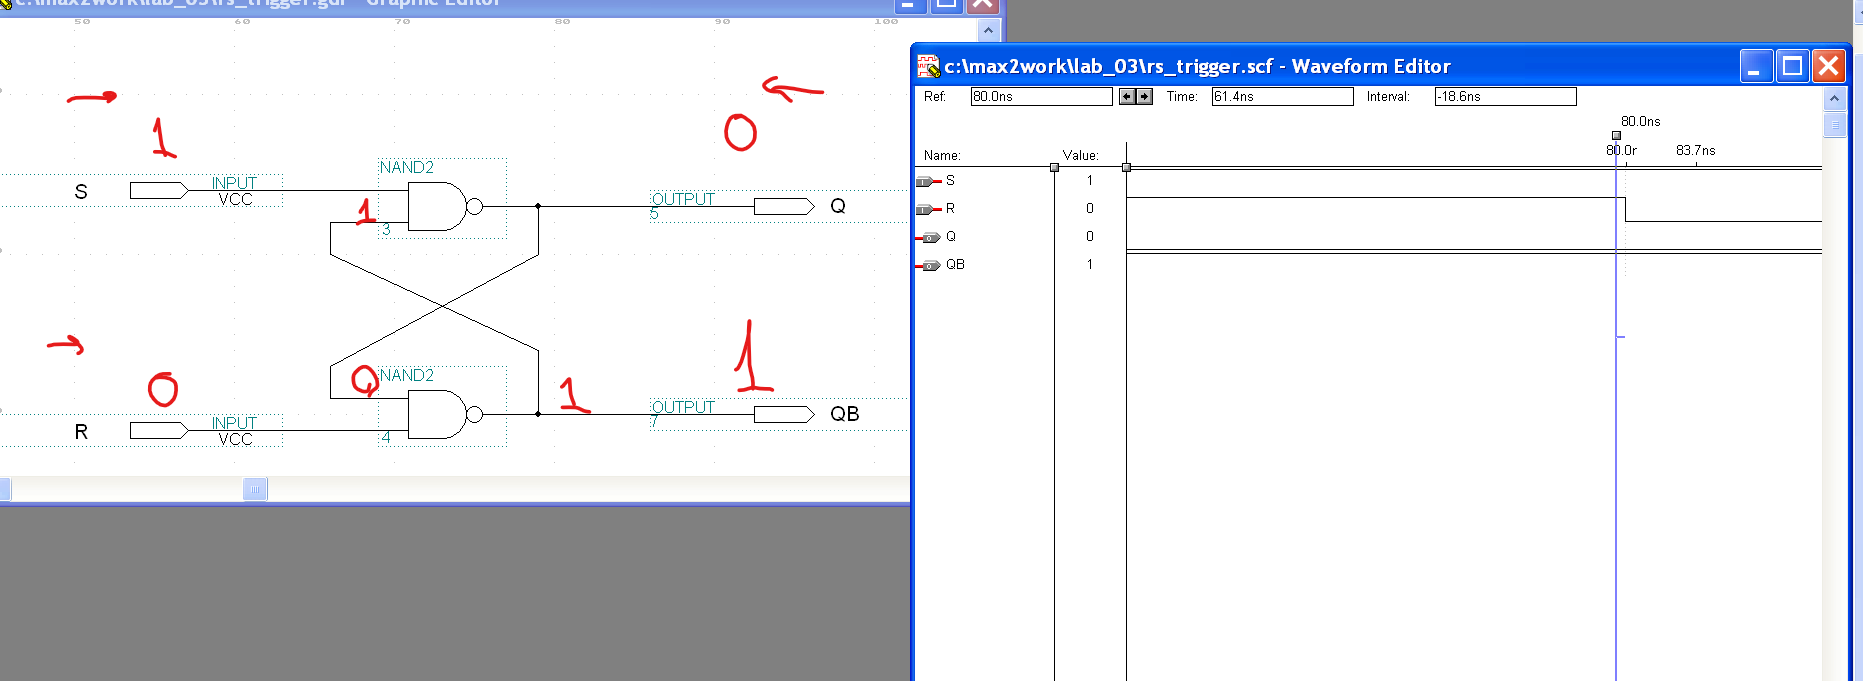 c:\max2work\lab_03\rs_trigger.gdf - Graphic Editor
50 60 70 80 90 100
1
0
NAND2
S
INPUT
VCC
1
3
OUTPUT
5
Q
0
0
NAND2
1
1
R
INPUT
VCC
4
OUTPUT
7
QB
c:\max2work\lab_03\rs_trigger.scf - Waveform Editor
Ref: 80.0ns Time: 61.4ns Interval: -18.6ns
80.0ns
Name: Value: 80.0r 83.7ns
S 1
R 0
Q 0
QB 1